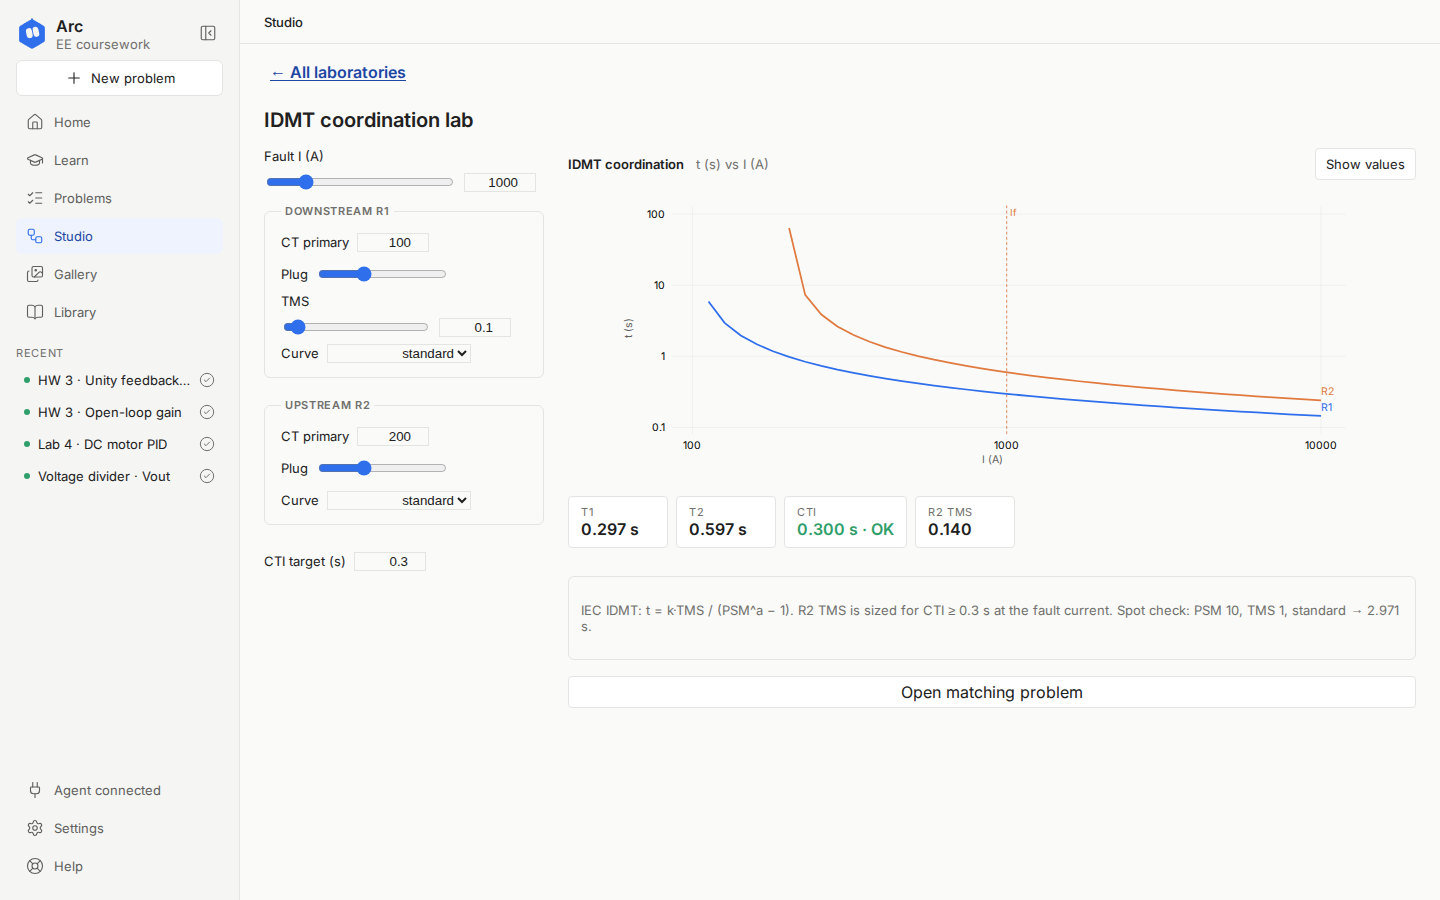 Arc
EE coursework
New problem
Home
Learn
Problems
Studio
Gallery
Library
RECENT
HW 3 · Unity feedback...
HW 3 · Open-loop gain
Lab 4 · DC motor PID
Voltage divider · Vout
Agent connected
Settings
Help
Studio
← All laboratories
IDMT coordination lab
Fault I (A)
1000
DOWNSTREAM R1
CT primary 100
Plug
TMS
0.1
Curve standard
UPSTREAM R2
CT primary 200
Plug
Curve standard
CTI target (s) 0.3
IDMT coordination t (s) vs I (A)
Show values
If
100
10
1
0.1
t (s)
R2
R1
100 1000 10000
I (A)
T1
0.297 s
T2
0.597 s
CTI
0.300 s · OK
R2 TMS
0.140
IEC IDMT: t = k·TMS / (PSM^a − 1). R2 TMS is sized for CTI ≥ 0.3 s at the fault current. Spot check: PSM 10, TMS 1, standard → 2.971
s.
Open matching problem